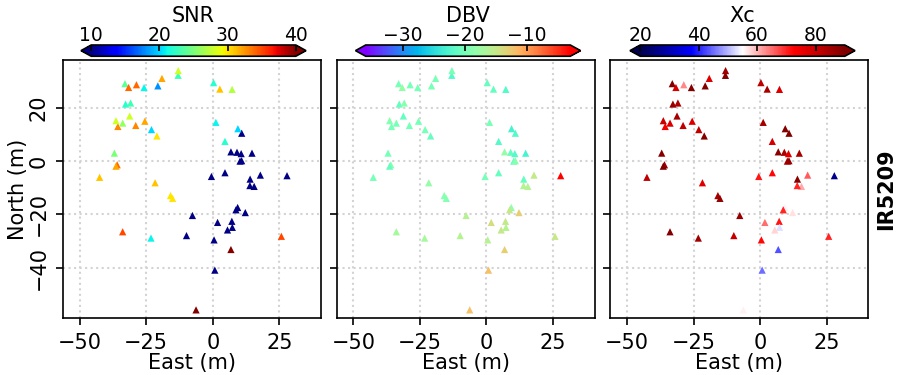 SNR DBV Xc
10 20 30 40 −30 −20 −10 20 40 60 80
North (m)
20
0
−20
−40
IR5209
−50 −25 0 25 −50 −25 0 25 −50 −25 0 25
East (m) East (m) East (m)